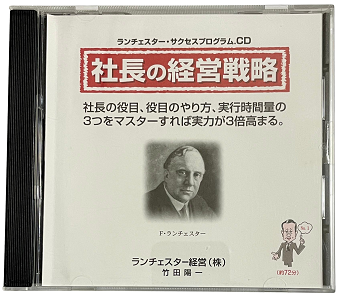 ランチェスター・サクセスプログラム.CD
社長の経営戦略
社長の役目、役目のやり方、実行時間量の
3つをマスターすれば実力が3倍高まる。
F・ランチェスター
ランチェスター経営(株)
竹田陽一
(約72分)